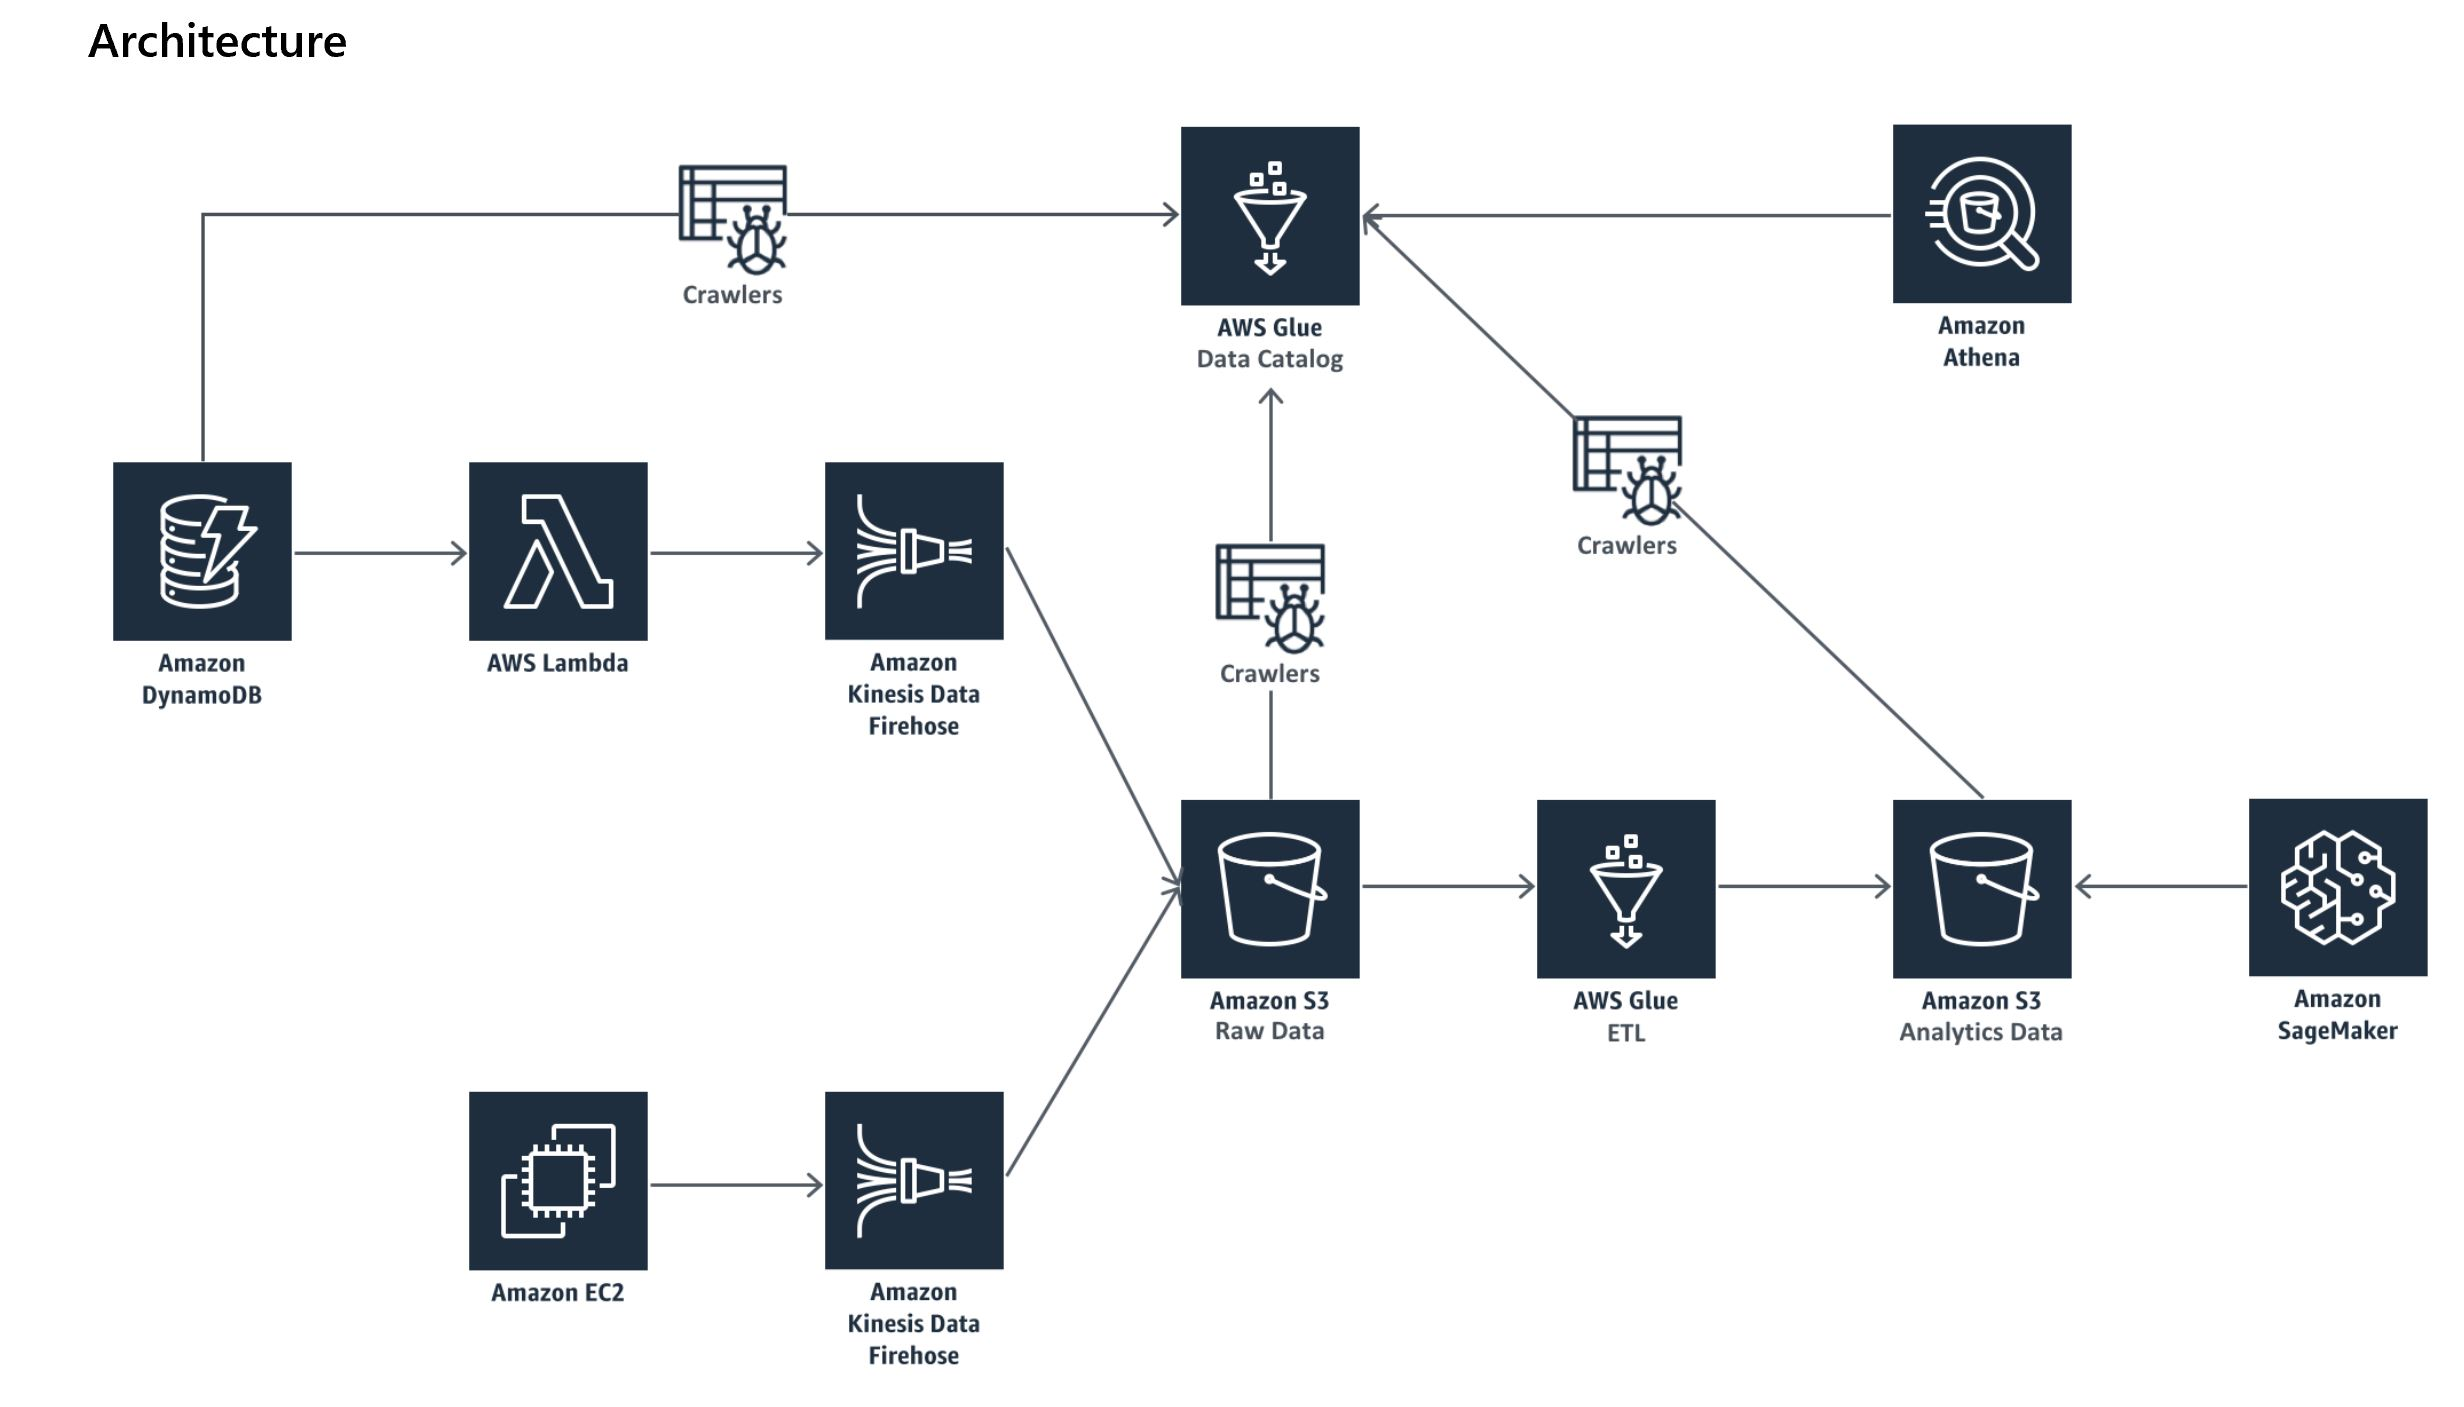 Architecture
Crawlers
AWS Glue
Data Catalog
Amazon
Athena
Crawlers
Amazon
DynamoDB
AWS Lambda
Amazon
Kinesis Data
Firehose
Crawlers
Amazon S3
Raw Data
AWS Glue
ETL
Amazon S3
Analytics Data
Amazon
SageMaker
Amazon EC2
Amazon
Kinesis Data
Firehose